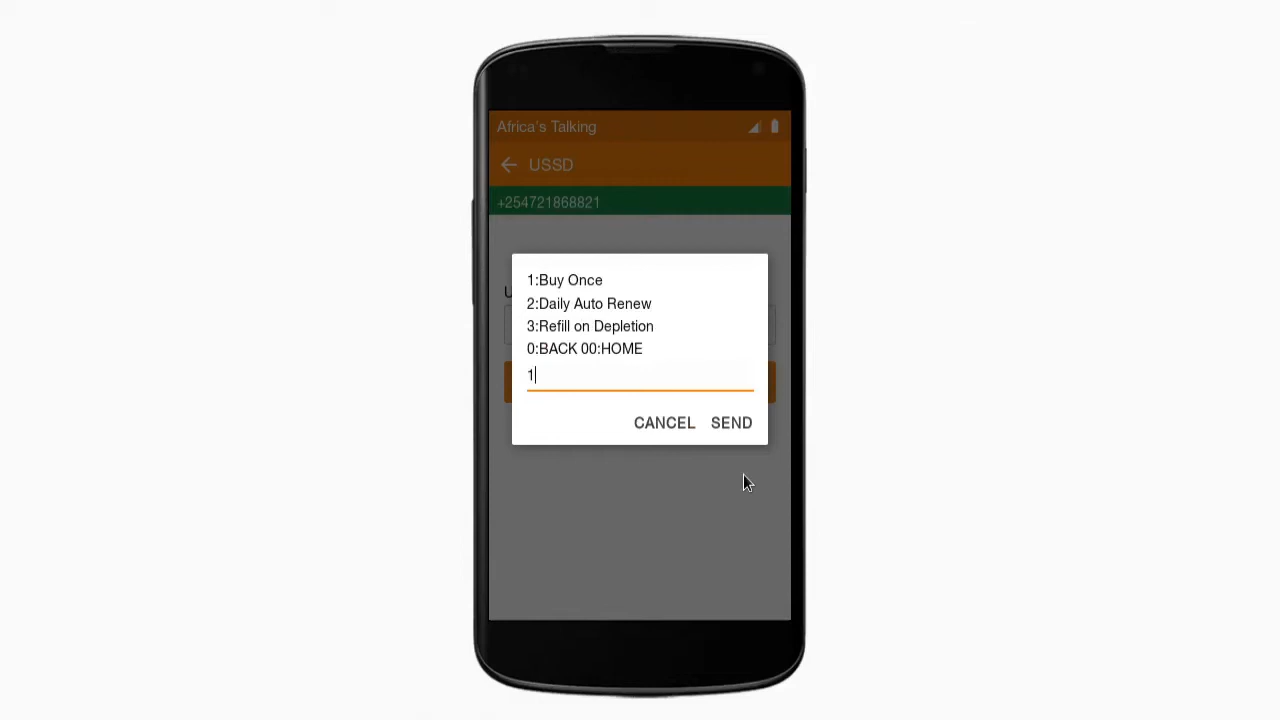 Africa's Talking
USSD
+254721868821
U
1:Buy Once
2:Daily Auto Renew
3:Refill on Depletion
0:BACK 00:HOME
1
CANCEL SEND